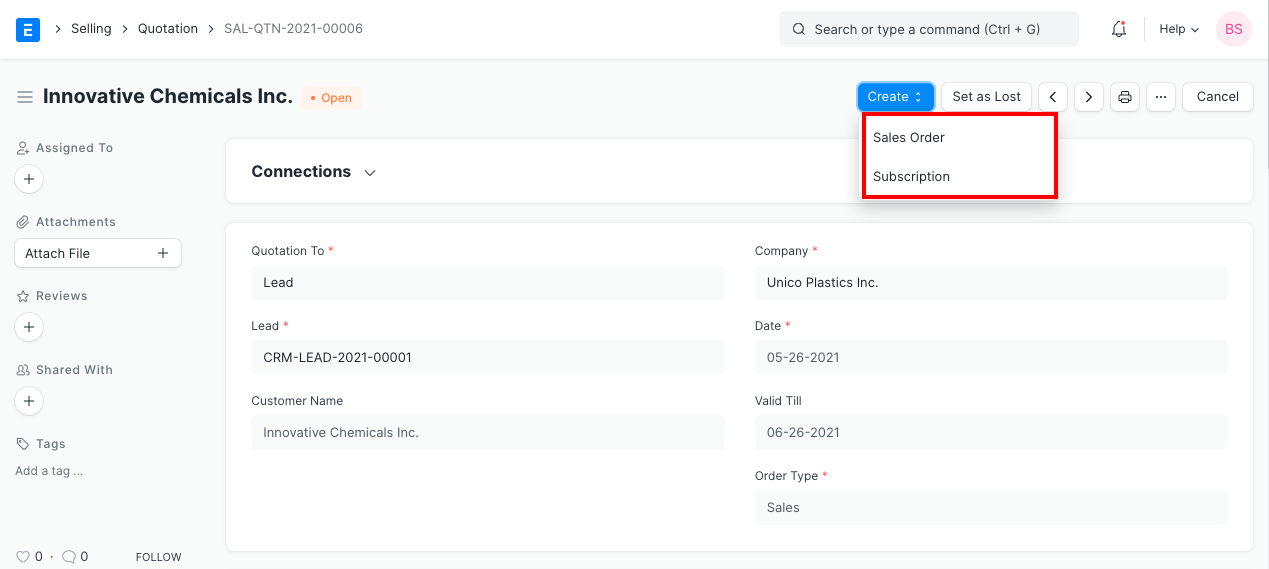 E > Selling > Quotation > SAL-QTN-2021-00006 Search or type a command (Ctrl + G) Help BS
Innovative Chemicals Inc. • Open Create Set as Lost < > ··· Cancel
Sales Order
Subscription
Assigned To
+
Attachments
Attach File +
Reviews
+
Shared With
+
Tags
Add a tag ...
0 · 0 FOLLOW
Connections
Quotation To *
Lead
Lead *
CRM-LEAD-2021-00001
Customer Name
Innovative Chemicals Inc.
Company *
Unico Plastics Inc.
Date *
05-26-2021
Valid Till
06-26-2021
Order Type *
Sales